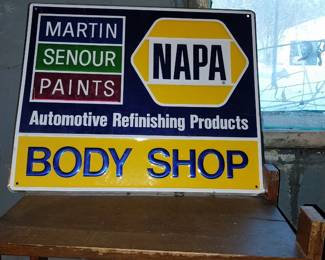 MARTIN
SENOUR
PAINTS
NAPA
Automotive Refinishing Products
BODY SHOP